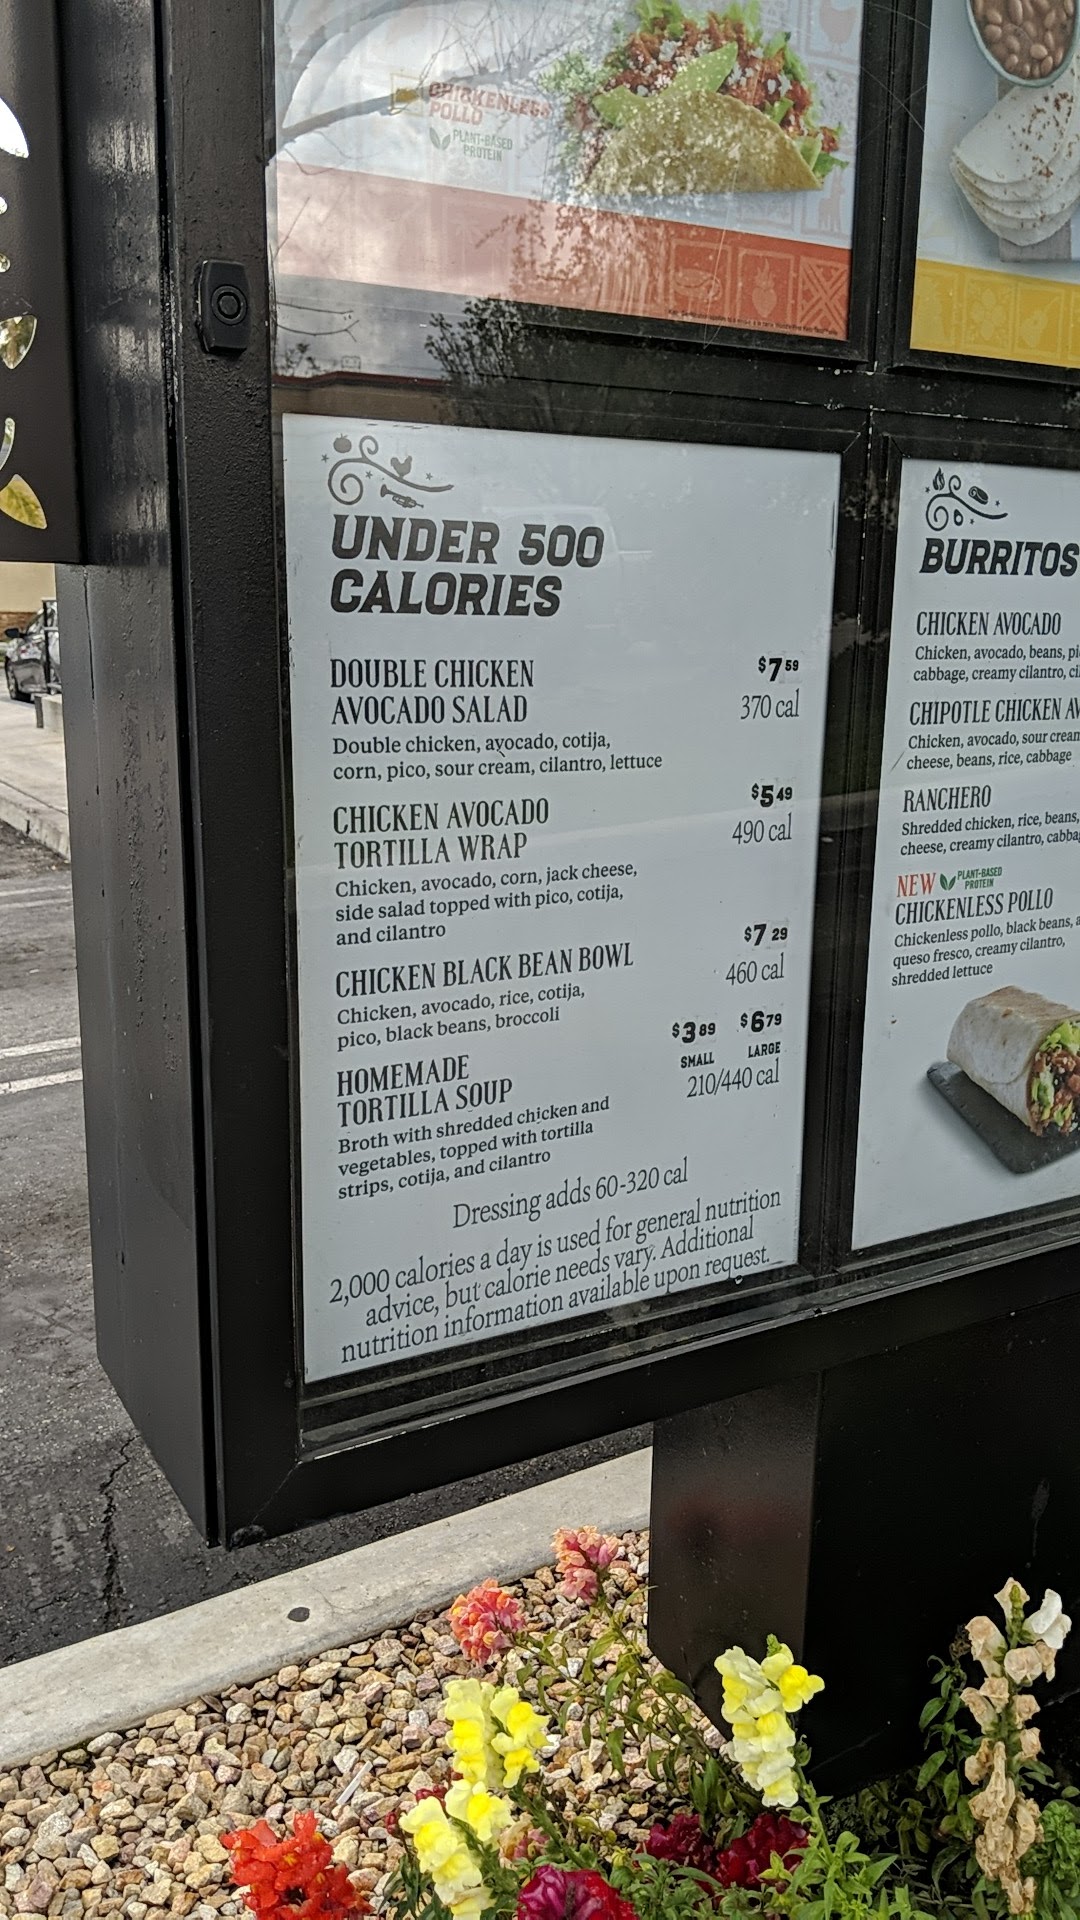 CHICKENLESS
POLLO
PLANT-BASED
PROTEIN
UNDER 500
CALORIES
DOUBLE CHICKEN
AVOCADO SALAD
$7 59
370 cal
Double chicken, avocado, cotija,
corn, pico, sour cream, cilantro, lettuce
CHICKEN AVOCADO
TORTILLA WRAP
$5 49
490 cal
Chicken, avocado, corn, jack cheese,
side salad topped with pico, cotija,
and cilantro
CHICKEN BLACK BEAN BOWL
$7 29
460 cal
Chicken, avocado, rice, cotija,
pico, black beans, broccoli
HOMEMADE
TORTILLA SOUP
$3 89 $6 79
SMALL LARGE
210/440 cal
Broth with shredded chicken and
vegetables, topped with tortilla
strips, cotija, and cilantro
Dressing adds 60-320 cal
2,000 calories a day is used for general nutrition
advice, but calorie needs vary. Additional
nutrition information available upon request.
BURRITOS
CHICKEN AVOCADO
Chicken, avocado, beans,
cabbage, creamy cilantro,
CHIPOTLE CHICKEN
Chicken, avocado, sour cream
cheese, beans, rice, cabbage
RANCHERO
Shredded chicken, rice, beans,
cheese, creamy cilantro,
NEW PLANT-BASED
PROTEIN
CHICKENLESS POLLO
Chickenless pollo, black beans,
queso fresco, creamy cilantro,
shredded lettuce